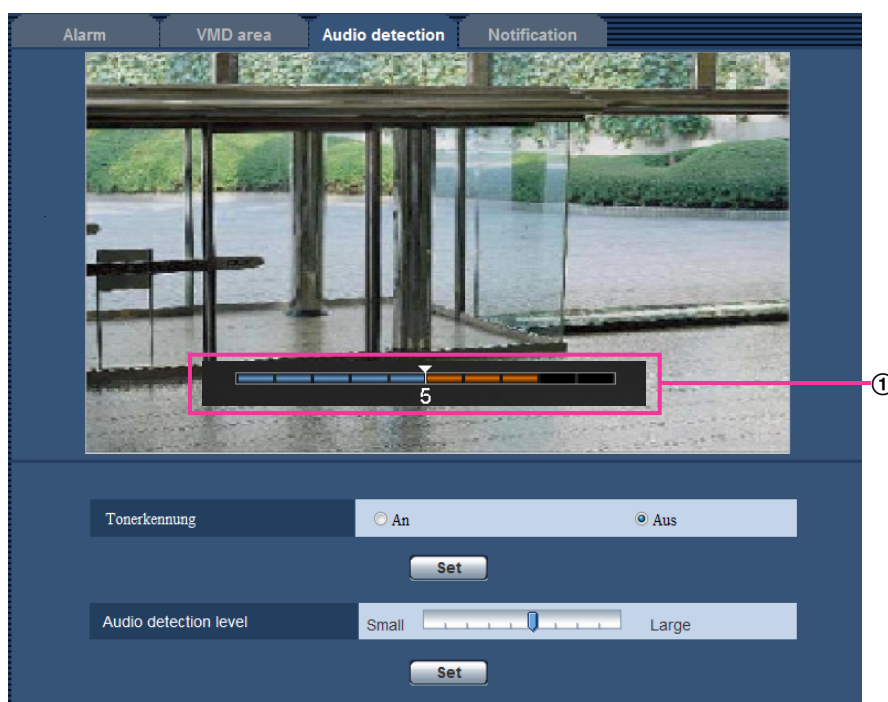 Alarm VMD area Audio detection Notification
5
①
Tonerkennung An Aus
Set
Audio detection level Small Large
Set